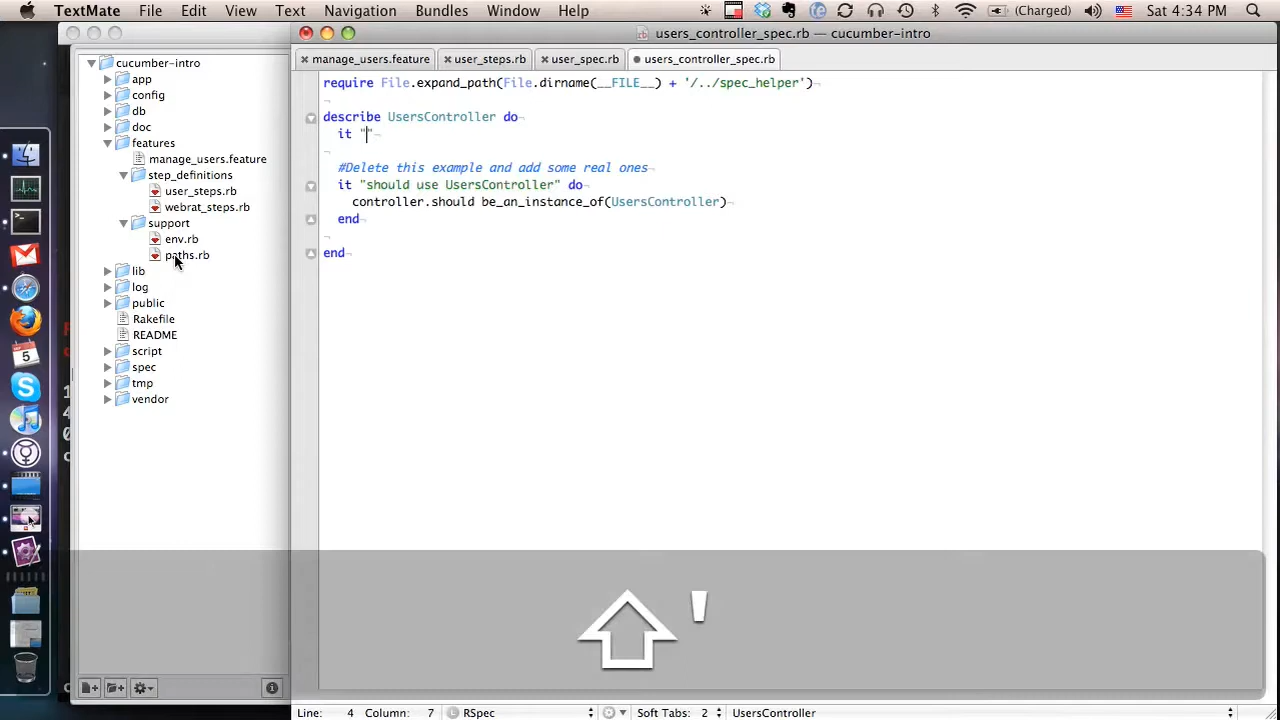 TextMate File Edit View Text Navigation Bundles Window Help (Charged) Sat 4:34 PM
users_controller_spec.rb — cucumber-intro
manage_users.feature user_steps.rb user_spec.rb users_controller_spec.rb
cucumber-intro
app
config
db
doc
features
manage_users.feature
step_definitions
user_steps.rb
webrat_steps.rb
support
env.rb
paths.rb
lib
log
public
Rakefile
README
script
spec
tmp
vendor
require File.expand_path(File.dirname(__FILE__) + '/../spec_helper')
describe UsersController do
it ""
#Delete this example and add some real ones
it "should use UsersController" do
controller.should be_an_instance_of(UsersController)
end
end
5
'
Line: 4 Column: 7 RSpec Soft Tabs: 2 UsersController